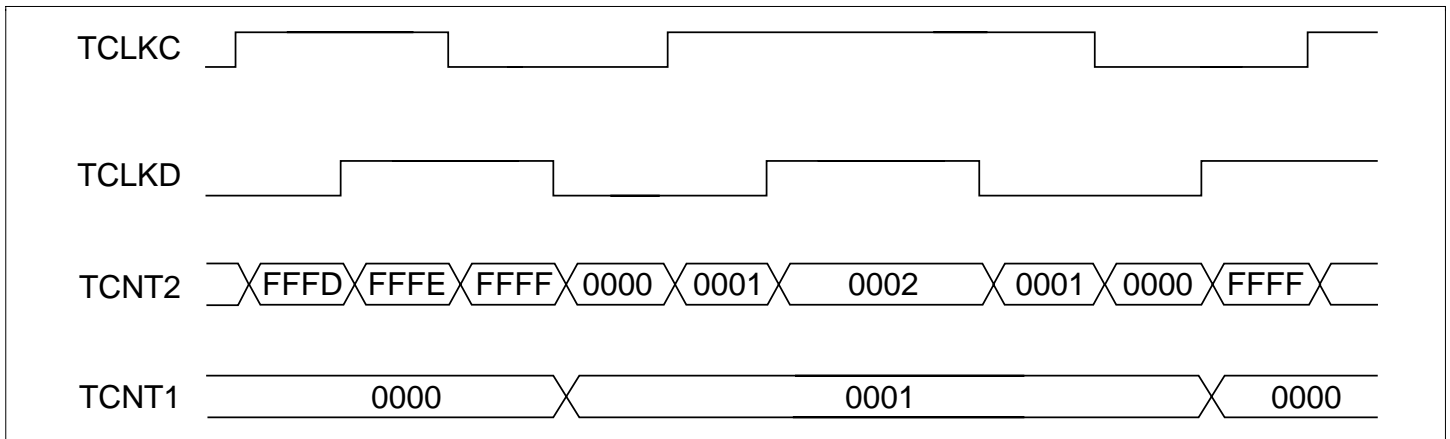 TCLKC
TCLKD
TCNT2 FFFD FFFE FFFF 0000 0001 0002 0001 0000 FFFF
TCNT1 0000 0001 0000